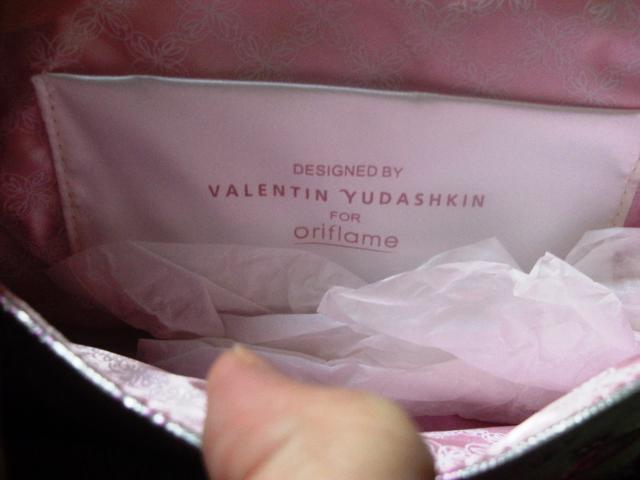 DESIGNED BY
VALENTIN YUDASHKIN
FOR
oriflame